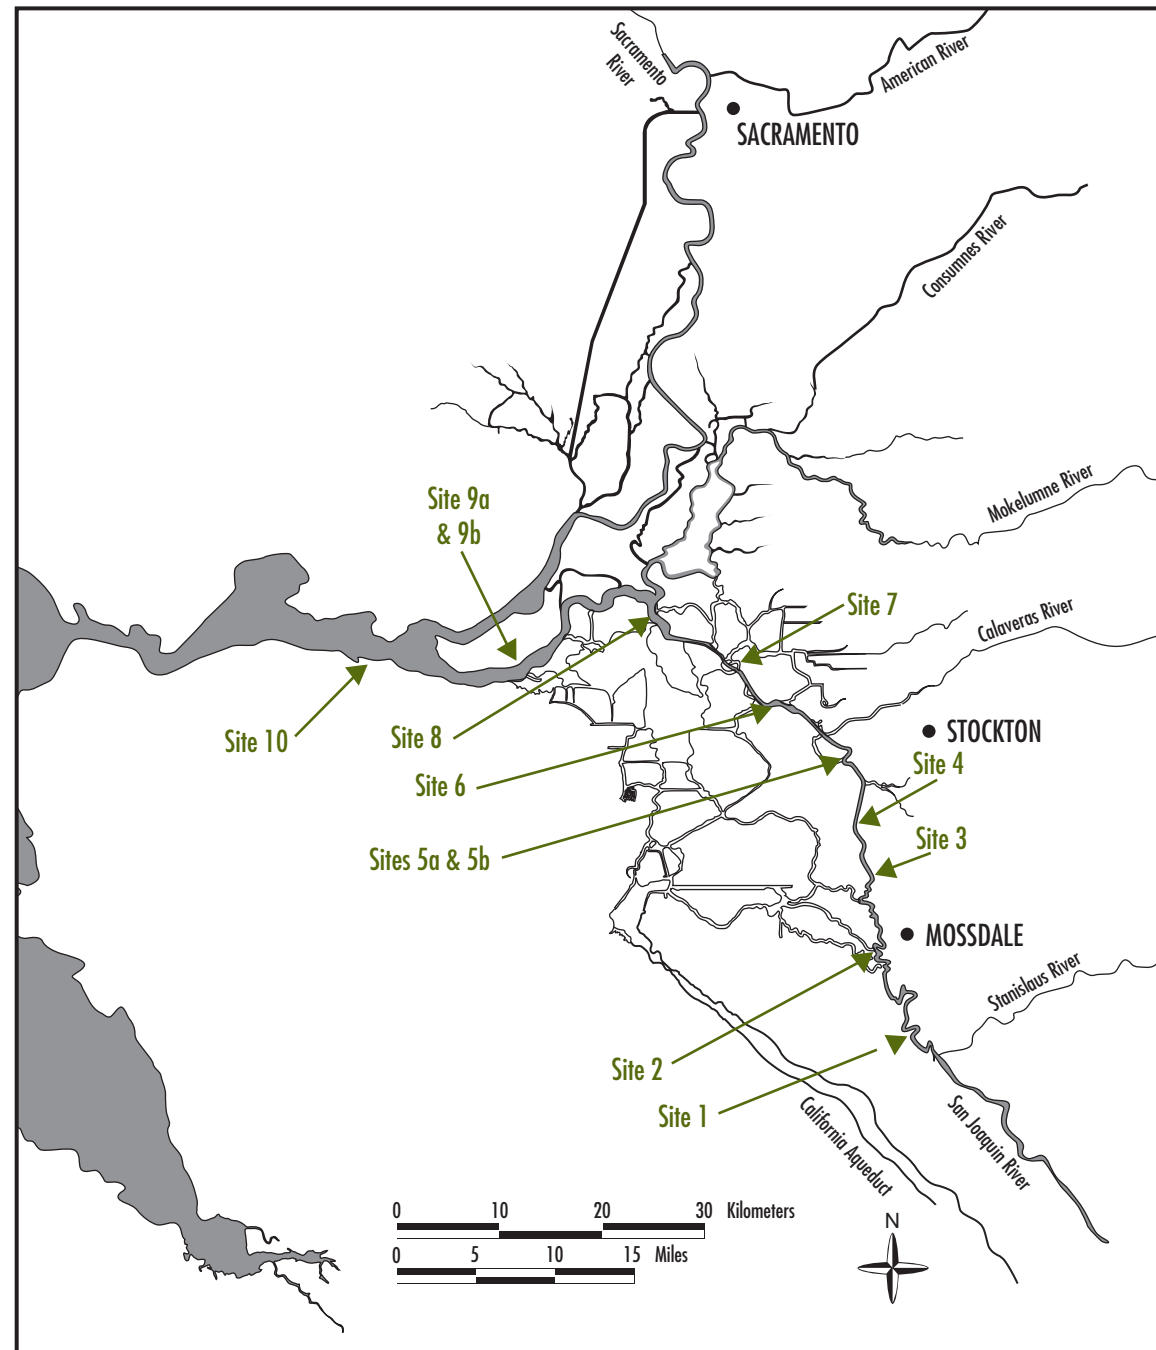 Sacramento
River
American River
SACRAMENTO
Consumnes River
Mokelumne River
Site 9a
& 9b
Site 7
Calaveras River
Site 10
Site 8
STOCKTON
Site 6
Site 4
Sites 5a & 5b
Site 3
MOSSDALE
Stanislaus River
Site 2
Site 1
California Aqueduct
San Joaquin River
0 10 20 30 Kilometers
0 5 10 15 Miles
N